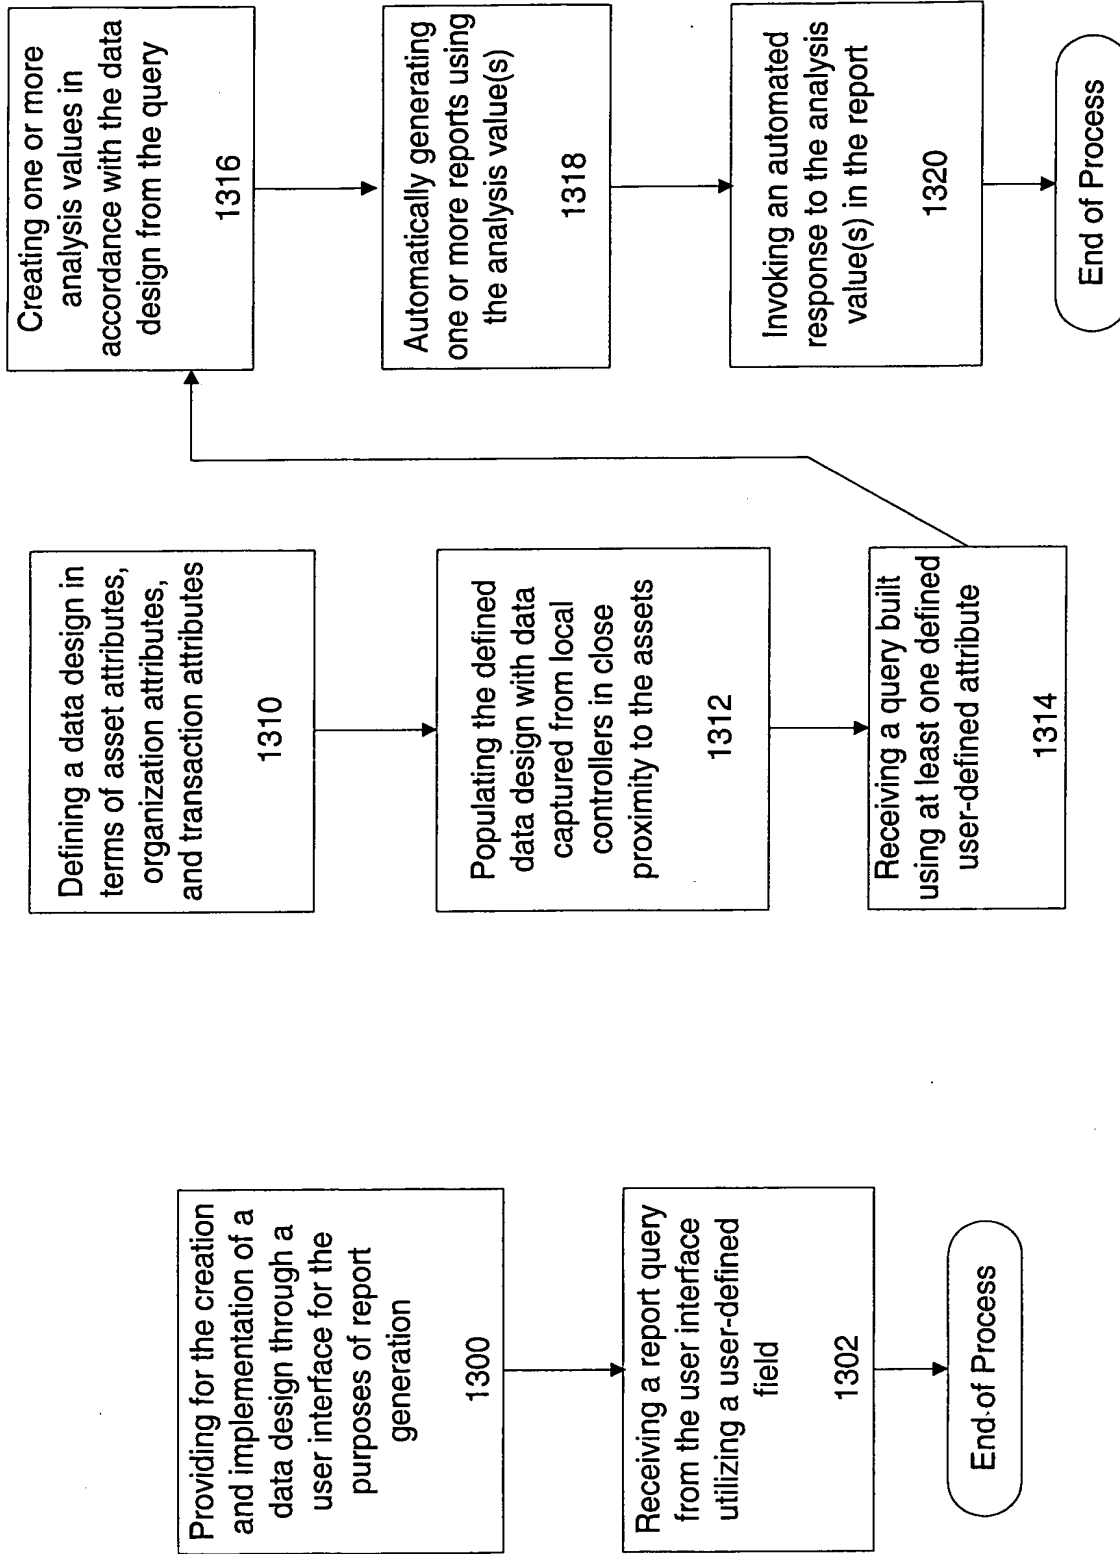 Providing for the creation
and implementation of a
data design through a
user interface for the
purposes of report
generation
1300
Receiving a report query
from the user interface
utilizing a user-defined
field
1302
End of Process
Defining a data design in
terms of asset attributes,
organization attributes,
and transaction attributes
1310
Populating the defined
data design with data
captured from local
controllers in close
proximity to the assets
1312
Receiving a query built
using at least one defined
user-defined attribute
1314
Creating one or more
analysis values in
accordance with the data
design from the query
1316
Automatically generating
one or more reports using
the analysis value(s)
1318
Invoking an automated
response to the analysis
value(s) in the report
1320
End of Process